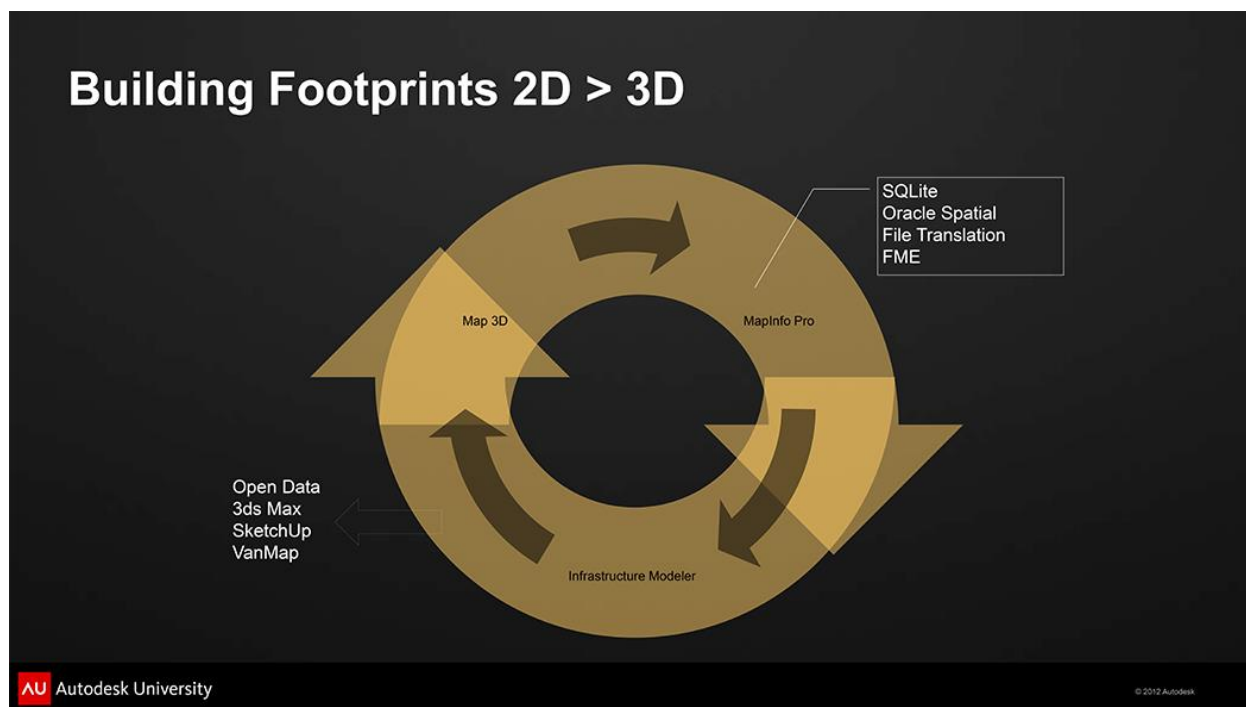 Building Footprints 2D > 3D
SQLite
Oracle Spatial
File Translation
FME
Map 3D
MapInfo Pro
Open Data
3ds Max
SketchUp
VanMap
Infrastructure Modeler
AU Autodesk University
© 2012 Autodesk